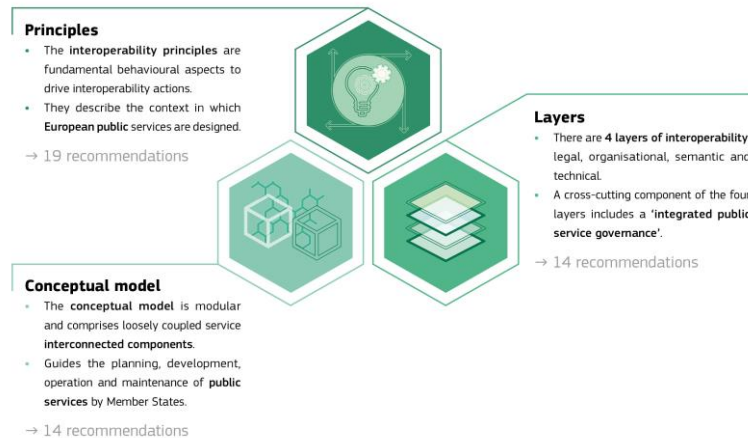 Principles
• The interoperability principles are
fundamental behavioural aspects to
drive interoperability actions.
• They describe the context in which
European public services are designed.
→ 19 recommendations
Layers
• There are 4 layers of interoperability
legal, organisational, semantic and
technical.
• A cross-cutting component of the four
layers includes a ‘integrated public
service governance’.
→ 14 recommendations
Conceptual model
• The conceptual model is modular
and comprises loosely coupled service
interconnected components.
• Guides the planning, development,
operation and maintenance of public
services by Member States.
→ 14 recommendations